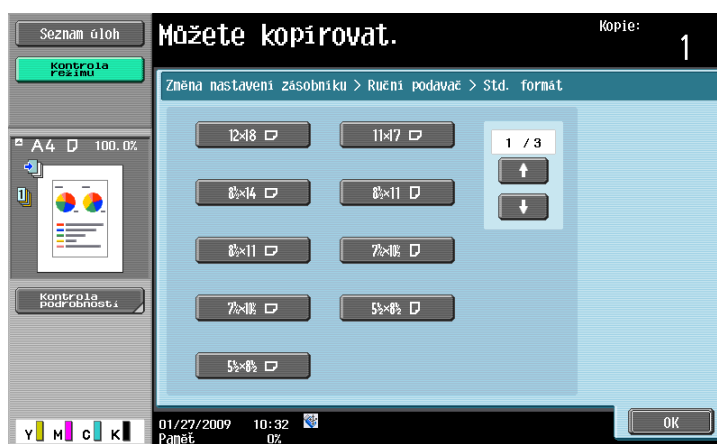 Seznam úloh
Můžete kopírovat.
Kopie:
1
Kontrola
režimu
Změna nastavení zásobníku > Ruční podavač > Std. formát
12×18
11×17
1 / 3
A4 100.0%
8½×14
8½×11
8½×11
7¼×10½
Kontrola
podrobností
7¼×10½
5½×8½
5½×8½
Y M C K
01/27/2009 10:32
Paměť 0%
OK